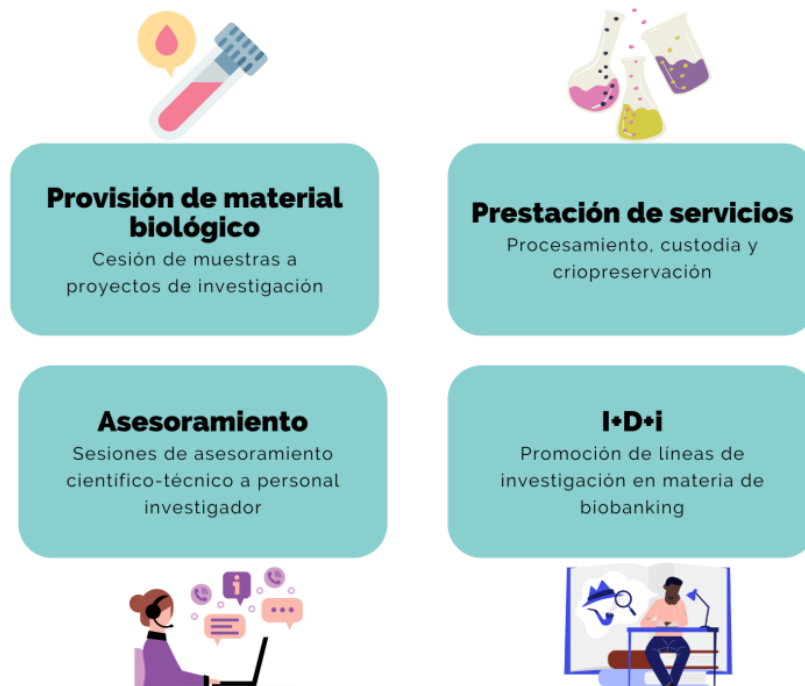 Provisión de material
biológico
Cesión de muestras a
proyectos de investigación
Prestación de servicios
Procesamiento, custodia y
criopreservación
Asesoramiento
Sesiones de asesoramiento
científico-técnico a personal
investigador
I+D+i
Promoción de líneas de
investigación en materia de
biobanking
i